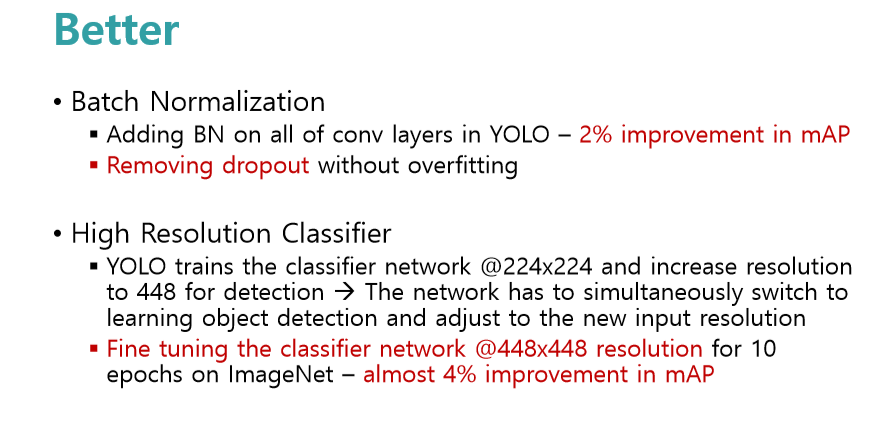 Better
• Batch Normalization
▪ Adding BN on all of conv layers in YOLO – 2% improvement in mAP
▪ Removing dropout without overfitting
• High Resolution Classifier
▪ YOLO trains the classifier network @224x224 and increase resolution
to 448 for detection → The network has to simultaneously switch to
learning object detection and adjust to the new input resolution
▪ Fine tuning the classifier network @448x448 resolution for 10
epochs on ImageNet – almost 4% improvement in mAP